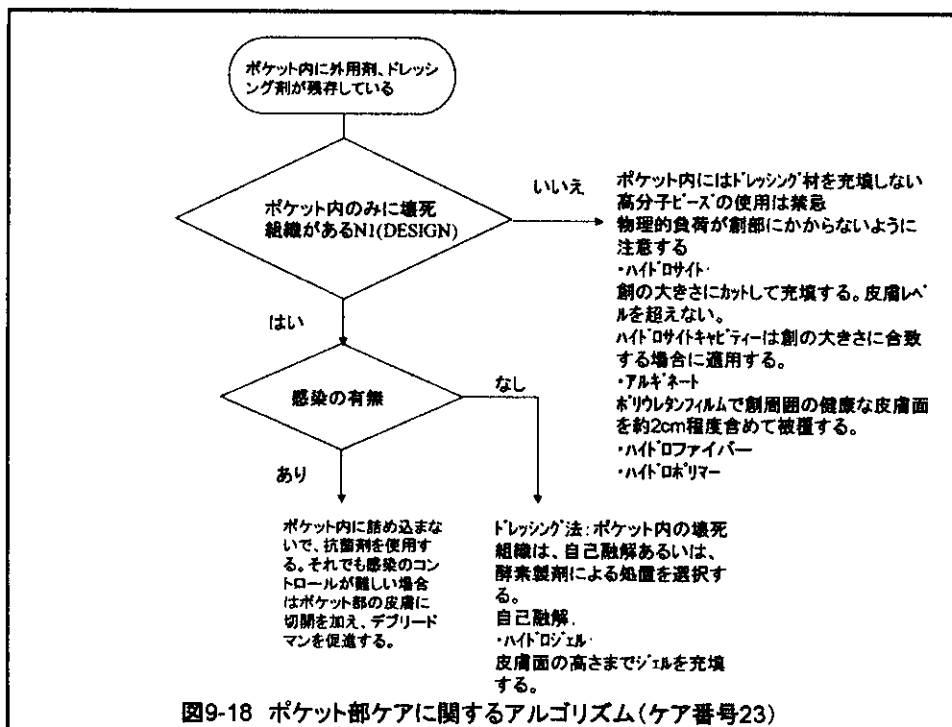 ポケット内に外用剤、ドレッシ
ング剤が残存している
ポケット内のみに壊死
組織があるN1(DESIGN)
いいえ
ポケット内にはドレッシング材を充填しない
高分子ビーズの使用は禁忌
物理的負荷が創部にかからないように
注意する
・ハイドロサイト・
創の大きさにカットして充填する。皮膚レベ
ルを超えない。
ハイドロサイトキャビティーは創の大きさに合致
する場合に適用する。
・アルギネート
ポリウレタンフィルムで創周囲の健康な皮膚面
を約2cm程度含めて被覆する。
・ハイドロファイバー
・ハイドロポリマー
はい
感染の有無
なし
あり
ポケット内に詰め込まな
いで、抗菌剤を使用す
る。それでも感染のコン
トロールが難しい場合
はポケット部の皮膚に
切開を加え、デブリード
マンを促進する。
ドレッシング法:ポケット内の壊死
組織は、自己融解あるいは、
酵素製剤による処置を選択す
る。
自己融解.
・ハイドロジェル・
皮膚面の高さまでジェルを充填
する。
図9-18 ポケット部ケアに関するアルゴリズム(ケア番号23)